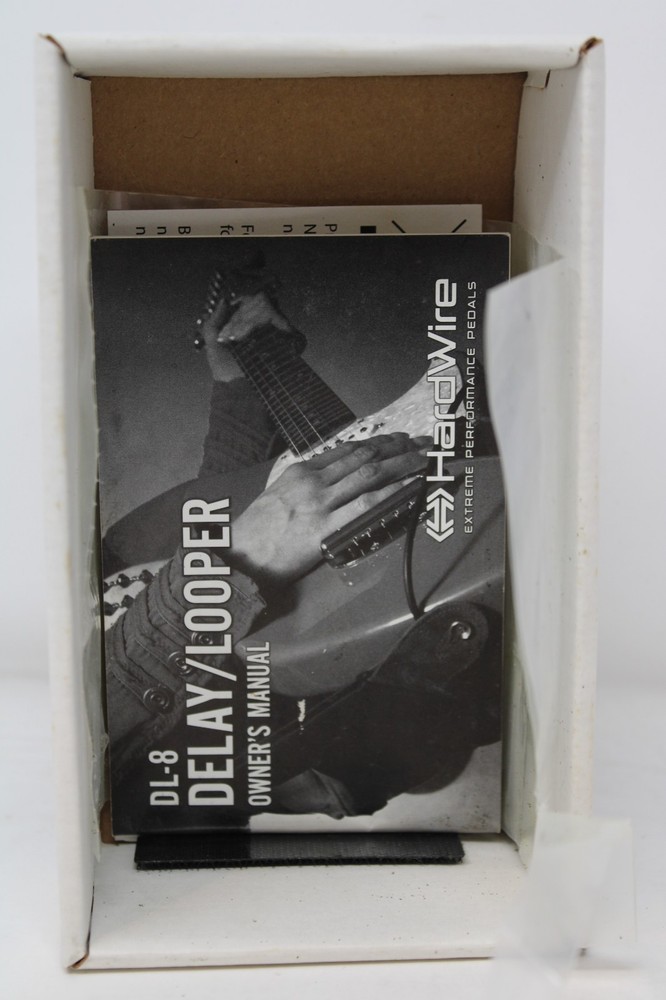 HardWire
EXTREME PERFORMANCE PEDALS
DL-8
DELAY/LOOPER
OWNER'S MANUAL